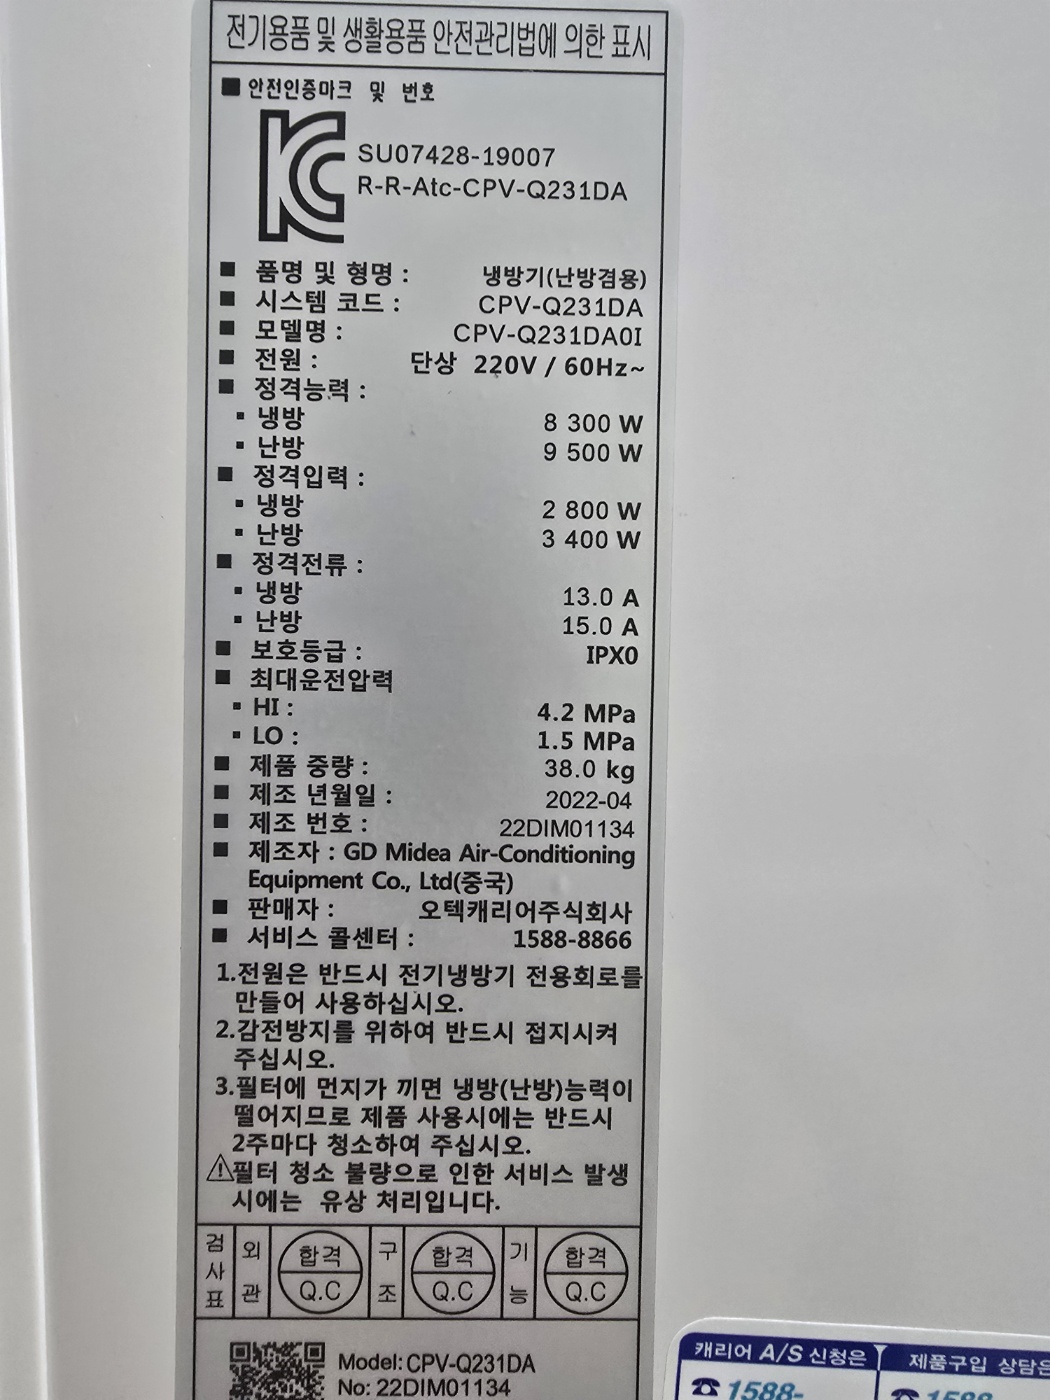 전기용품 및 생활용품 안전관리법에 의한 표시
■ 안전인증마크 및 번호
SU07428-19007
R-R-Atc-CPV-Q231DA
■ 품명 및 형명 : 냉방기(난방겸용)
■ 시스템 코드 : CPV-Q231DA
■ 모델명 : CPV-Q231DA0I
■ 전원 : 단상 220V / 60Hz~
■ 정격능력 :
▪ 냉방 8 300 W
▪ 난방 9 500 W
■ 정격입력 :
▪ 냉방 2 800 W
▪ 난방 3 400 W
■ 정격전류 :
▪ 냉방 13.0 A
▪ 난방 15.0 A
■ 보호등급 : IPX0
■ 최대운전압력
▪ HI : 4.2 MPa
▪ LO : 1.5 MPa
■ 제품 중량 : 38.0 kg
■ 제조 년월일 : 2022-04
■ 제조 번호 : 22DIM01134
■ 제조자 : GD Midea Air-Conditioning
Equipment Co., Ltd(중국)
■ 판매자 : 오텍캐리어주식회사
■ 서비스 콜센터 : 1588-8866
1.전원은 반드시 전기냉방기 전용회로를
만들어 사용하십시오.
2.감전방지를 위하여 반드시 접지시켜
주십시오.
3.필터에 먼지가 끼면 냉방(난방)능력이
떨어지므로 제품 사용시에는 반드시
2주마다 청소하여 주십시오.
⚠필터 청소 불량으로 인한 서비스 발생
시에는 유상 처리입니다.
검사표 외관 합격 Q.C 구조 합격 Q.C 기능 합격 Q.C
Model: CPV-Q231DA
No: 22DIM01134
캐리어 A/S 신청은 제품구입 상담은
☎ 1588- ☎ 1588